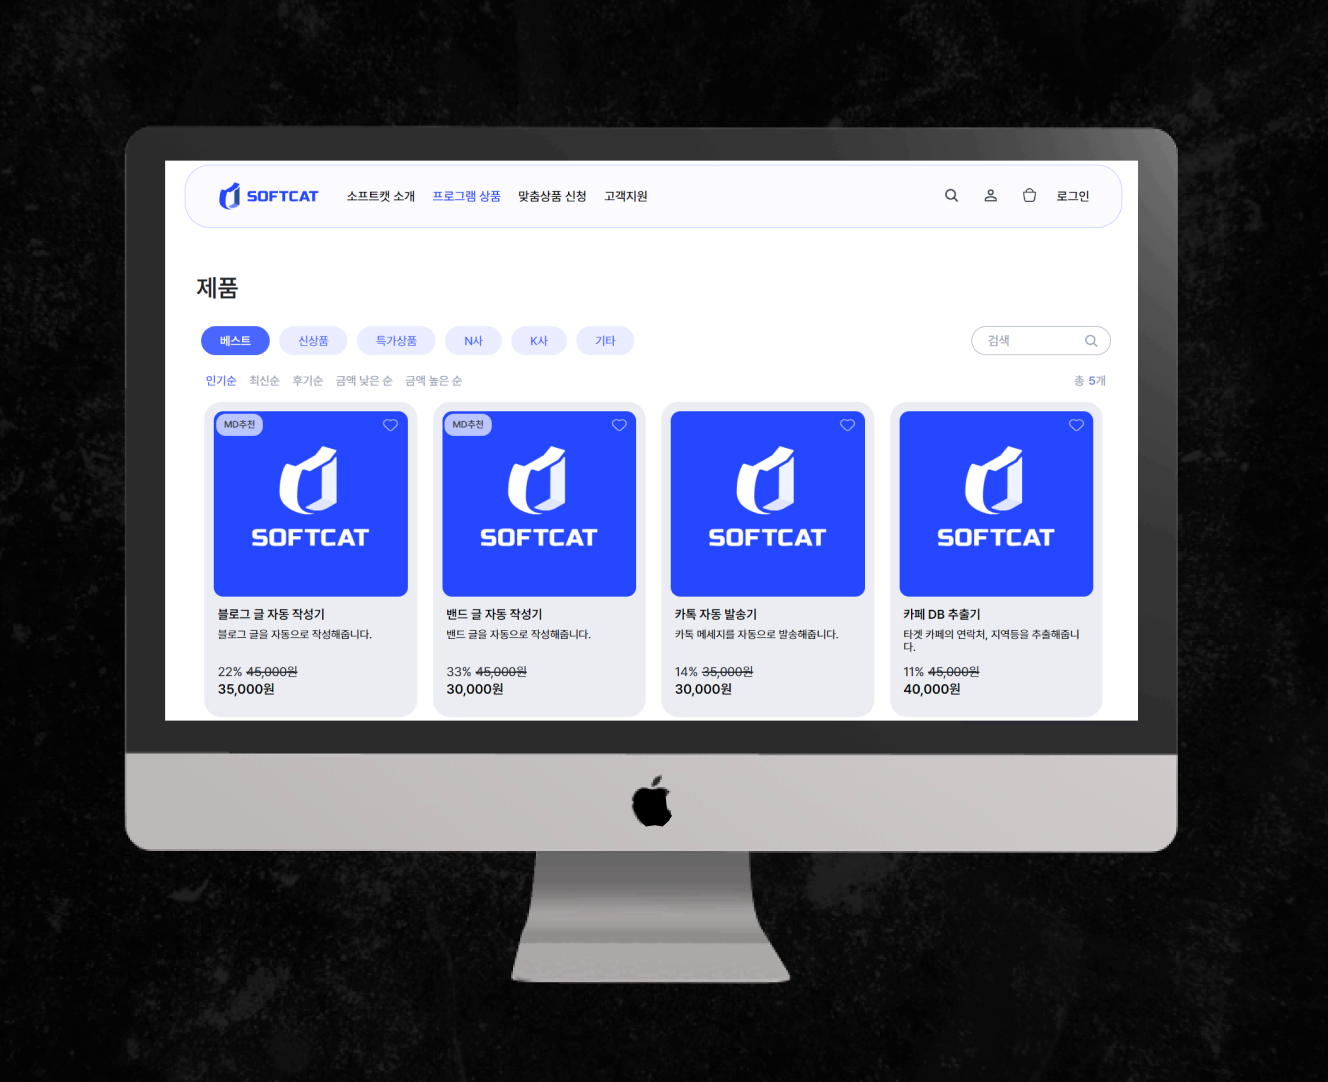 SOFTCAT
소프트캣 소개
프로그램 상품
맞춤상품 신청
고객지원
로그인
제품
베스트
신상품
특가상품
N사
K사
기타
검색
인기순
최신순
후기순
금액 낮은 순
금액 높은 순
총 5개
MD추천
SOFTCAT
블로그 글 자동 작성기
블로그 글을 자동으로 작성해줍니다.
22% 45,000원
35,000원
MD추천
SOFTCAT
밴드 글 자동 작성기
밴드 글을 자동으로 작성해줍니다.
33% 45,000원
30,000원
SOFTCAT
카톡 자동 발송기
카톡 메세지를 자동으로 발송해줍니다.
14% 35,000원
30,000원
SOFTCAT
카페 DB 추출기
타겟 카페의 연락처, 지역등을 추출해줍니
다.
11% 45,000원
40,000원